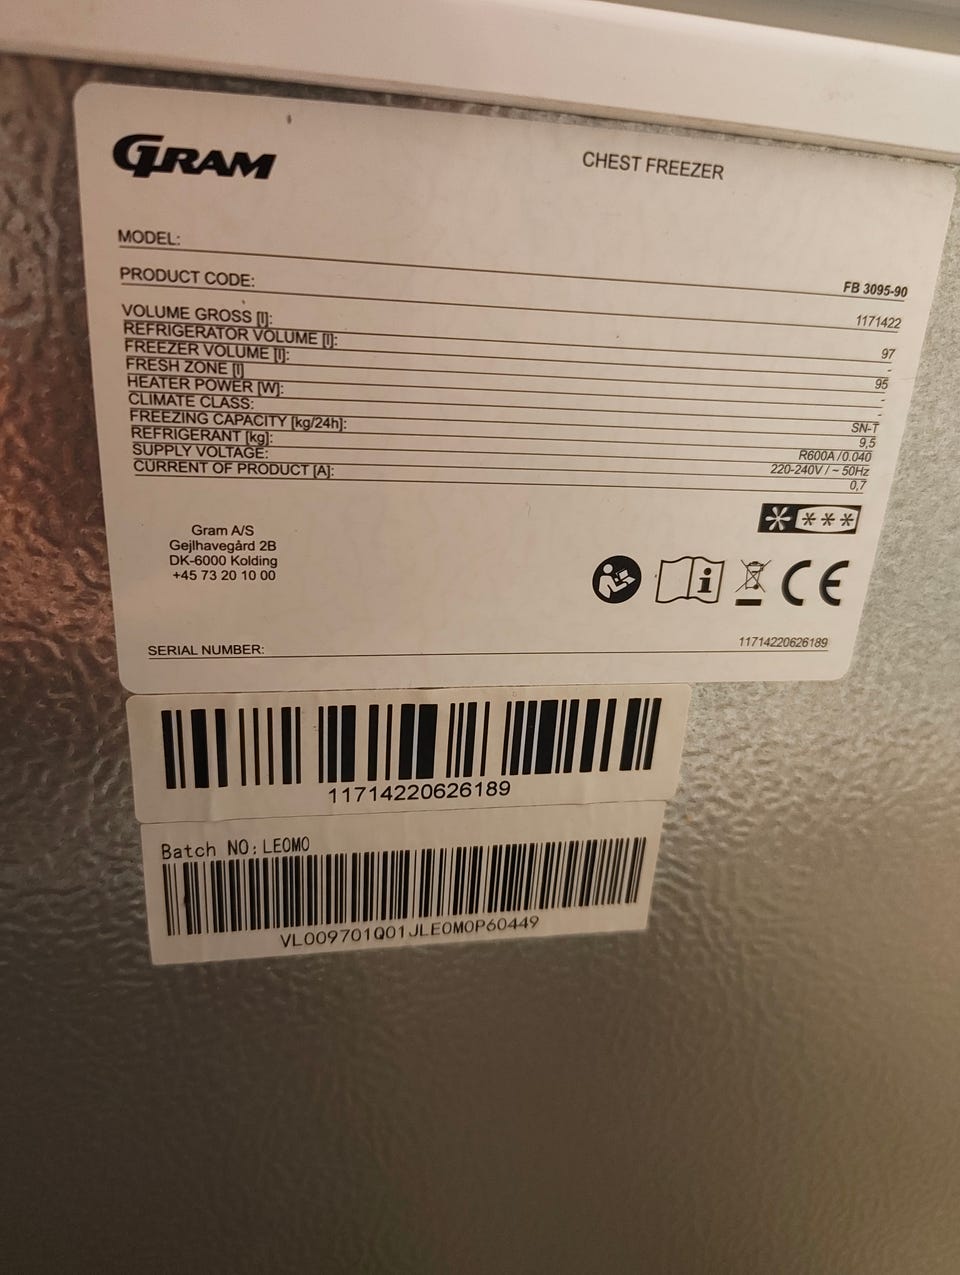 GRAM
CHEST FREEZER
MODEL: FB 3095-90
PRODUCT CODE: 1171422
VOLUME GROSS [l]: 97
REFRIGERATOR VOLUME [l]: -
FREEZER VOLUME [l]: 95
FRESH ZONE [l] -
HEATER POWER [W]: -
CLIMATE CLASS: SN-T
FREEZING CAPACITY [kg/24h]: 9,5
REFRIGERANT [kg]: R600A /0.040
SUPPLY VOLTAGE: 220-240V / ~ 50Hz
CURRENT OF PRODUCT [A]: 0,7
Gram A/S
Gejlhavegård 2B
DK-6000 Kolding
+45 73 20 10 00
CE
SERIAL NUMBER: 11714220626189
11714220626189
Batch NO: LE0M0
VL009701Q01JLE0M0P60449